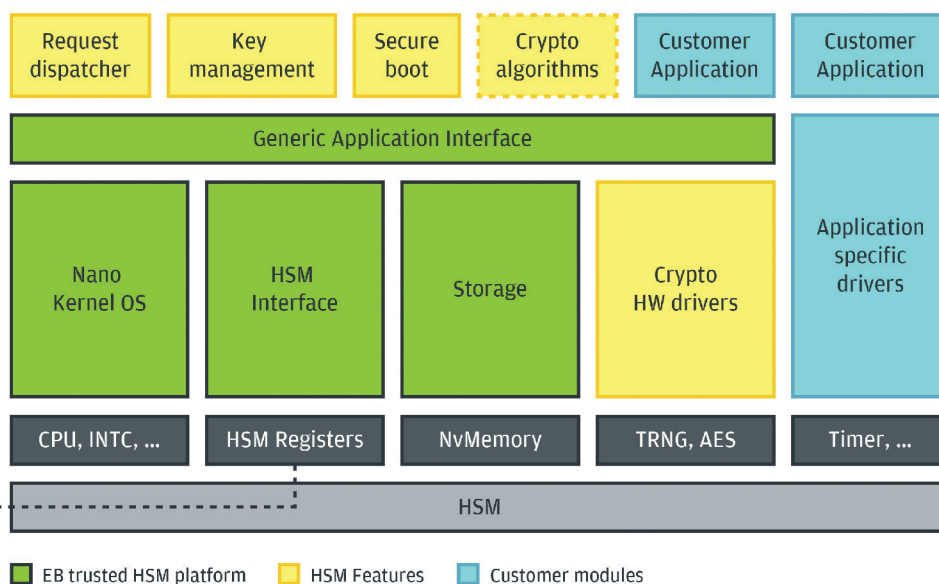 Request
dispatcher
Key
management
Secure
boot
Crypto
algorithms
Customer
Application
Customer
Application
Generic Application Interface
Nano
Kernel OS
HSM
Interface
Storage
Crypto
HW drivers
Application
specific
drivers
CPU, INTC, ...
HSM Registers
NvMemory
TRNG, AES
Timer, ...
HSM
EB trusted HSM platform
HSM Features
Customer modules